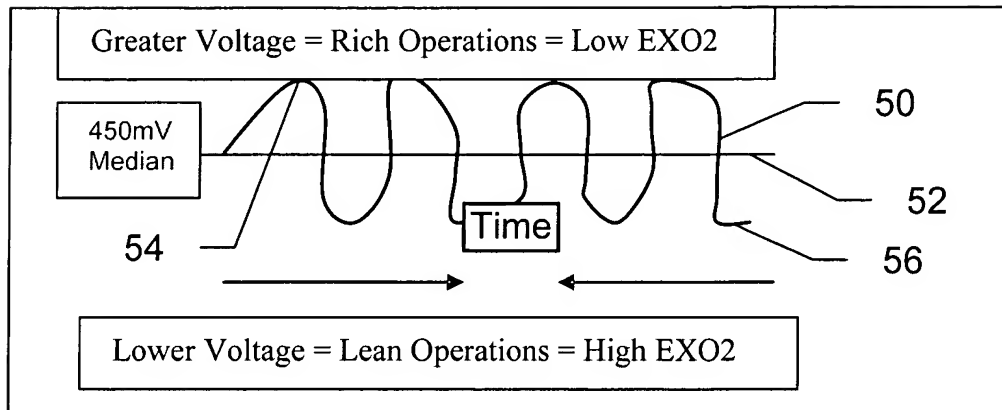 Greater Voltage = Rich Operations = Low EXO2
450mV
Median
50
52
54
Time
56
Lower Voltage = Lean Operations = High EXO2